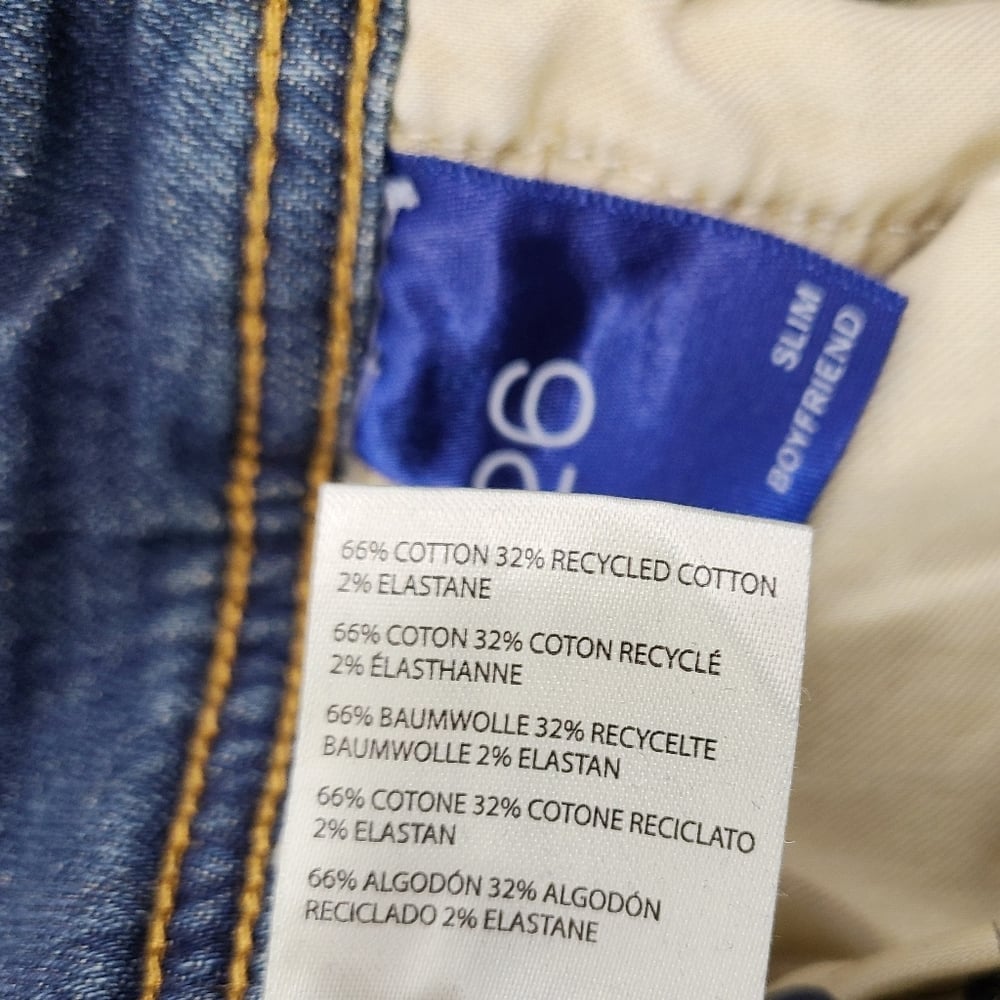 SLIM
BOYFRIEND
26
66% COTTON 32% RECYCLED COTTON
2% ELASTANE
66% COTON 32% COTON RECYCLÉ
2% ÉLASTHANNE
66% BAUMWOLLE 32% RECYCELTE
BAUMWOLLE 2% ELASTAN
66% COTONE 32% COTONE RECICLATO
2% ELASTAN
66% ALGODÓN 32% ALGODÓN
RECICLADO 2% ELASTANE